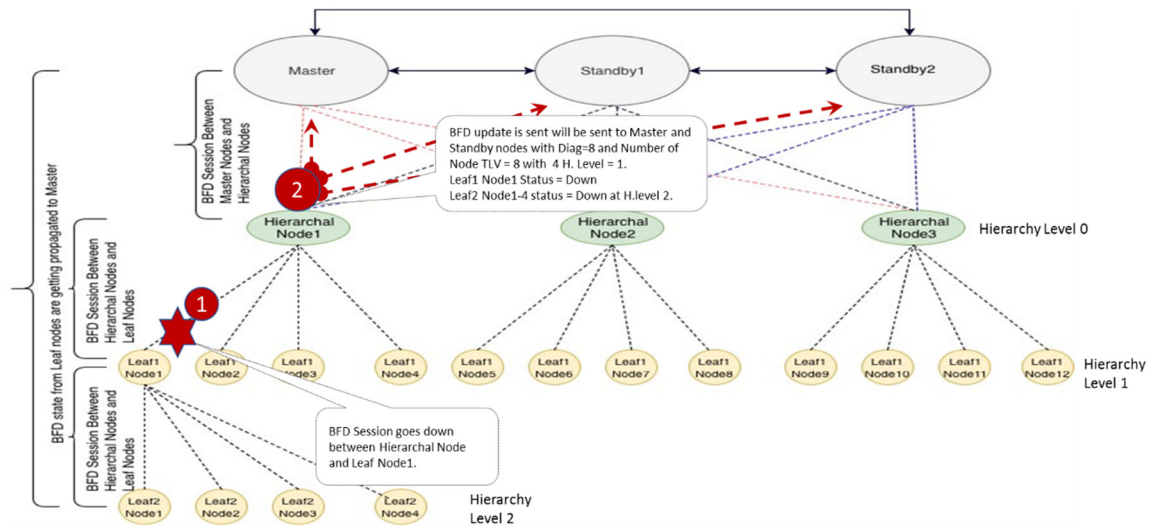 Master
Standby1
Standby2
BFD update is sent will be sent to Master and
Standby nodes with Diag=8 and Number of
Node TLV = 8 with  4 H. Level = 1.
Leaf1 Node1 Status = Down
Leaf2 Node1-4 status = Down at H.level 2.
2
Hierarchal
Node1
Hierarchal
Node2
Hierarchal
Node3
Hierarchy Level 0
1
Leaf1
Node1
Leaf1
Node2
Leaf1
Node3
Leaf1
Node4
Leaf1
Node5
Leaf1
Node6
Leaf1
Node7
Leaf1
Node8
Leaf1
Node9
Leaf1
Node10
Leaf1
Node11
Leaf1
Node12
Hierarchy
Level 1
BFD Session goes down
between Hierarchal Node
and Leaf Node1.
Leaf2
Node1
Leaf2
Node2
Leaf2
Node3
Leaf2
Node4
Hierarchy
Level 2
BFD state from Leaf nodes are getting propagated to Master
BFD Session Between
Master Nodes and
Hierarchal Nodes
BFD Session Between
Hierarchal Nodes and
Leaf Nodes
BFD Session Between
Hierarchal Nodes and
Leaf Nodes